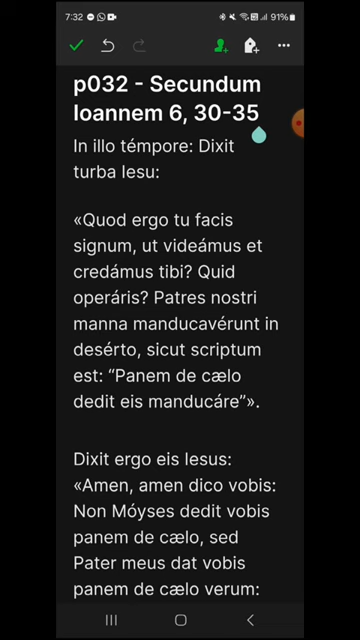 7:32
91%
p032 - Secundum
Ioannem 6, 30-35
In illo témpore: Dixit
turba Iesu:
«Quod ergo tu facis
signum, ut videámus et
credámus tibi? Quid
operáris? Patres nostri
manna manducavérunt in
desérto, sicut scriptum
est: “Panem de cælo
dedit eis manducáre”».
Dixit ergo eis Iesus:
«Amen, amen dico vobis:
Non Móyses dedit vobis
panem de cælo, sed
Pater meus dat vobis
panem de cælo verum: